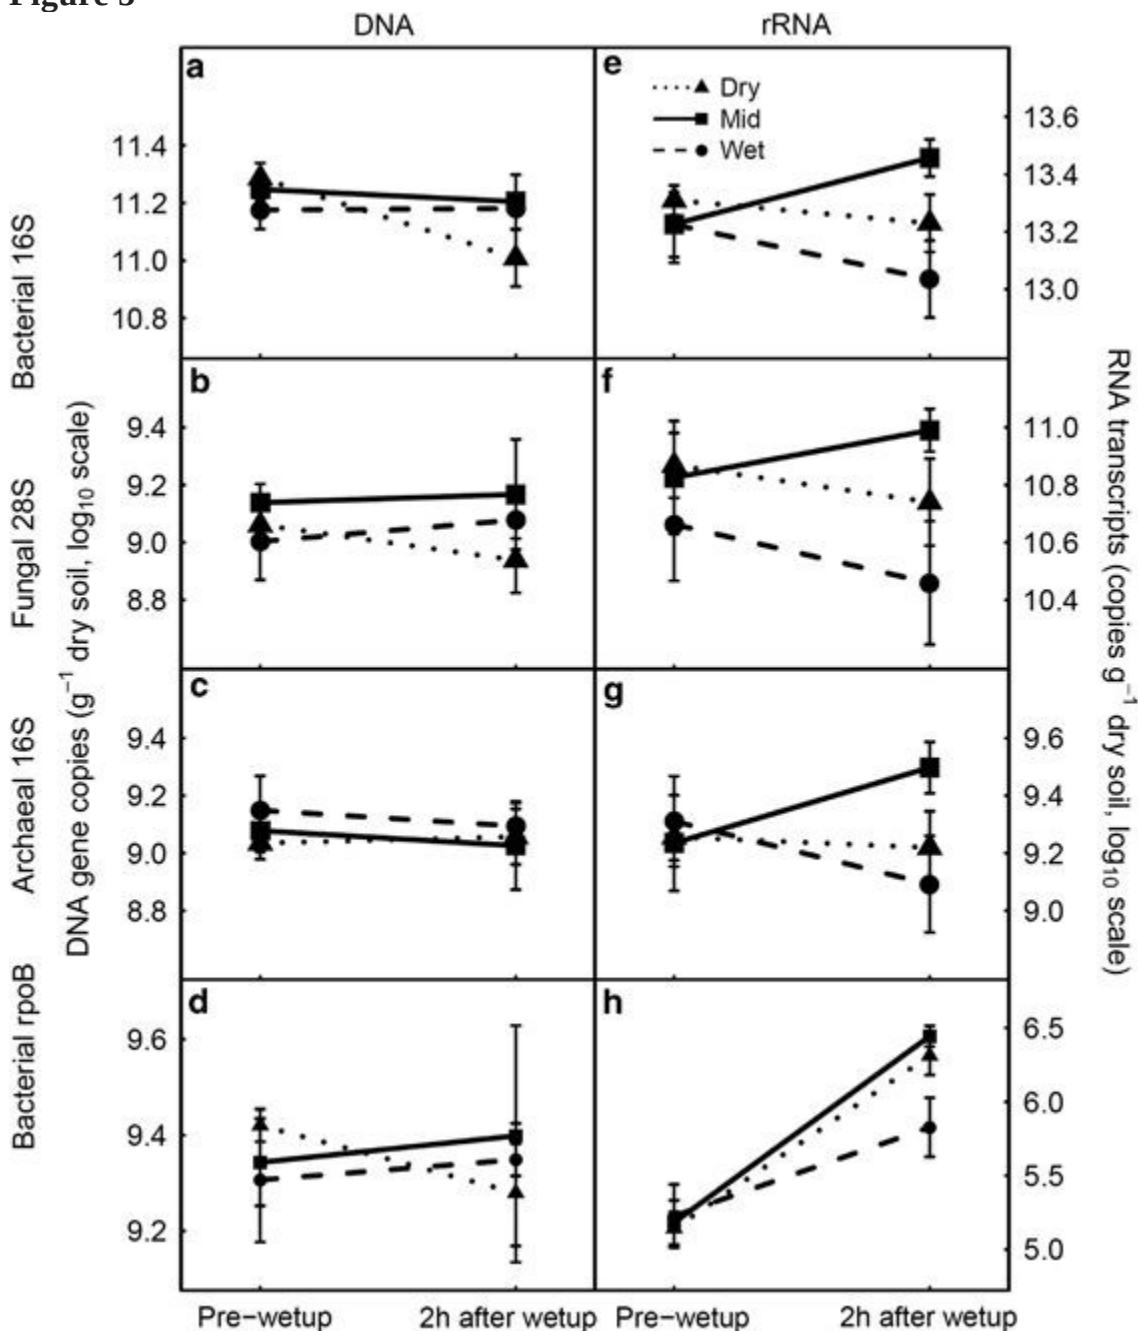 Figure 3
DNA
rRNA
a
e
Dry
Mid
Wet
11.4
11.2
11.0
10.8
13.6
13.4
13.2
13.0
Bacterial 16S
b
f
9.4
9.2
9.0
8.8
11.0
10.8
10.6
10.4
Fungal 28S
DNA gene copies (g⁻¹ dry soil, log₁₀ scale)
RNA transcripts (copies g⁻¹ dry soil, log₁₀ scale)
c
g
9.4
9.2
9.0
8.8
9.6
9.4
9.2
9.0
Archaeal 16S
d
h
9.6
9.4
9.2
6.5
6.0
5.5
5.0
Bacterial rpoB
Pre−wetup
2h after wetup
Pre−wetup
2h after wetup